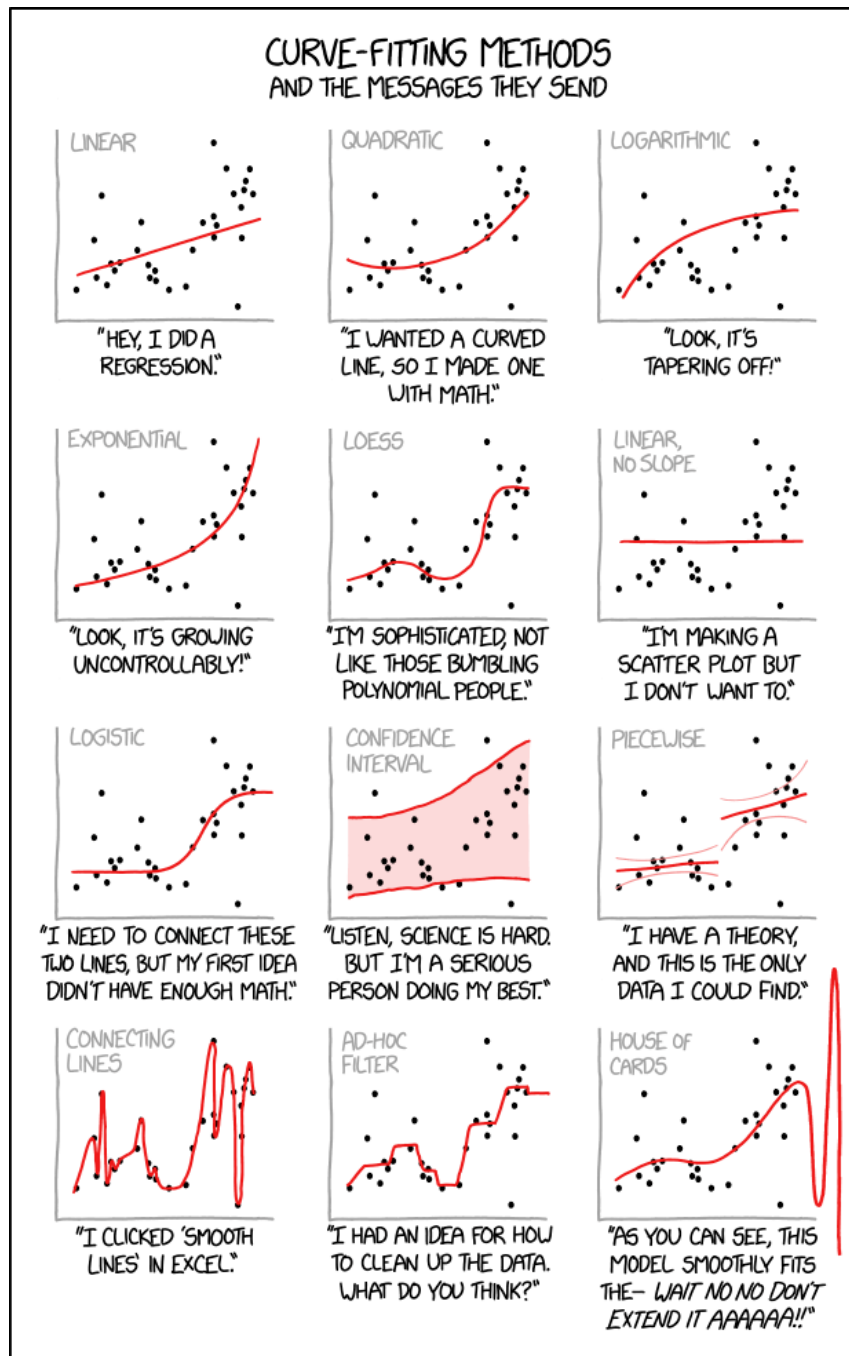 CURVE-FITTING METHODS
AND THE MESSAGES THEY SEND
LINEAR
"HEY, I DID A
REGRESSION."
QUADRATIC
"I WANTED A CURVED
LINE, SO I MADE ONE
WITH MATH."
LOGARITHMIC
"LOOK, IT'S
TAPERING OFF!"
EXPONENTIAL
"LOOK, IT'S GROWING
UNCONTROLLABLY!"
LOESS
"I'M SOPHISTICATED, NOT
LIKE THOSE BUMBLING
POLYNOMIAL PEOPLE."
LINEAR,
NO SLOPE
"I'M MAKING A
SCATTER PLOT BUT
I DON'T WANT TO."
LOGISTIC
"I NEED TO CONNECT THESE
TWO LINES, BUT MY FIRST IDEA
DIDN'T HAVE ENOUGH MATH."
CONFIDENCE
INTERVAL
"LISTEN, SCIENCE IS HARD.
BUT I'M A SERIOUS
PERSON DOING MY BEST."
PIECEWISE
"I HAVE A THEORY,
AND THIS IS THE ONLY
DATA I COULD FIND."
CONNECTING
LINES
"I CLICKED 'SMOOTH
LINES' IN EXCEL."
AD-HOC
FILTER
"I HAD AN IDEA FOR HOW
TO CLEAN UP THE DATA.
WHAT DO YOU THINK?"
HOUSE OF
CARDS
"AS YOU CAN SEE, THIS
MODEL SMOOTHLY FITS
THE– WAIT NO NO DON'T
EXTEND IT AAAAAA!!"